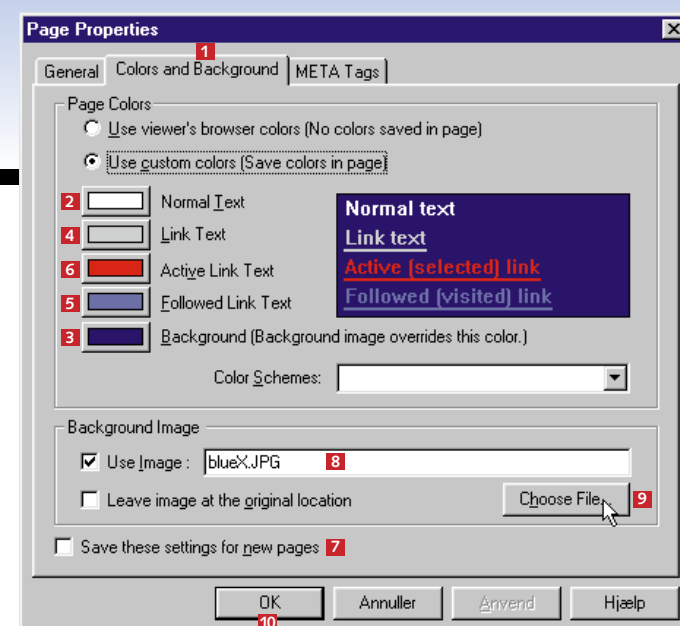 Page Properties
1
General Colors and Background META Tags
Page Colors
Use viewer's browser colors (No colors saved in page)
Use custom colors (Save colors in page)
2 Normal Text
4 Link Text
6 Active Link Text
5 Followed Link Text
3 Background (Background image overrides this color.)
Normal text
Link text
Active (selected) link
Followed (visited) link
Color Schemes:
Background Image
Use Image : blueX.JPG 8
Leave image at the original location Choose File... 9
Save these settings for new pages 7
OK Annuller Anvend Hjælp
10